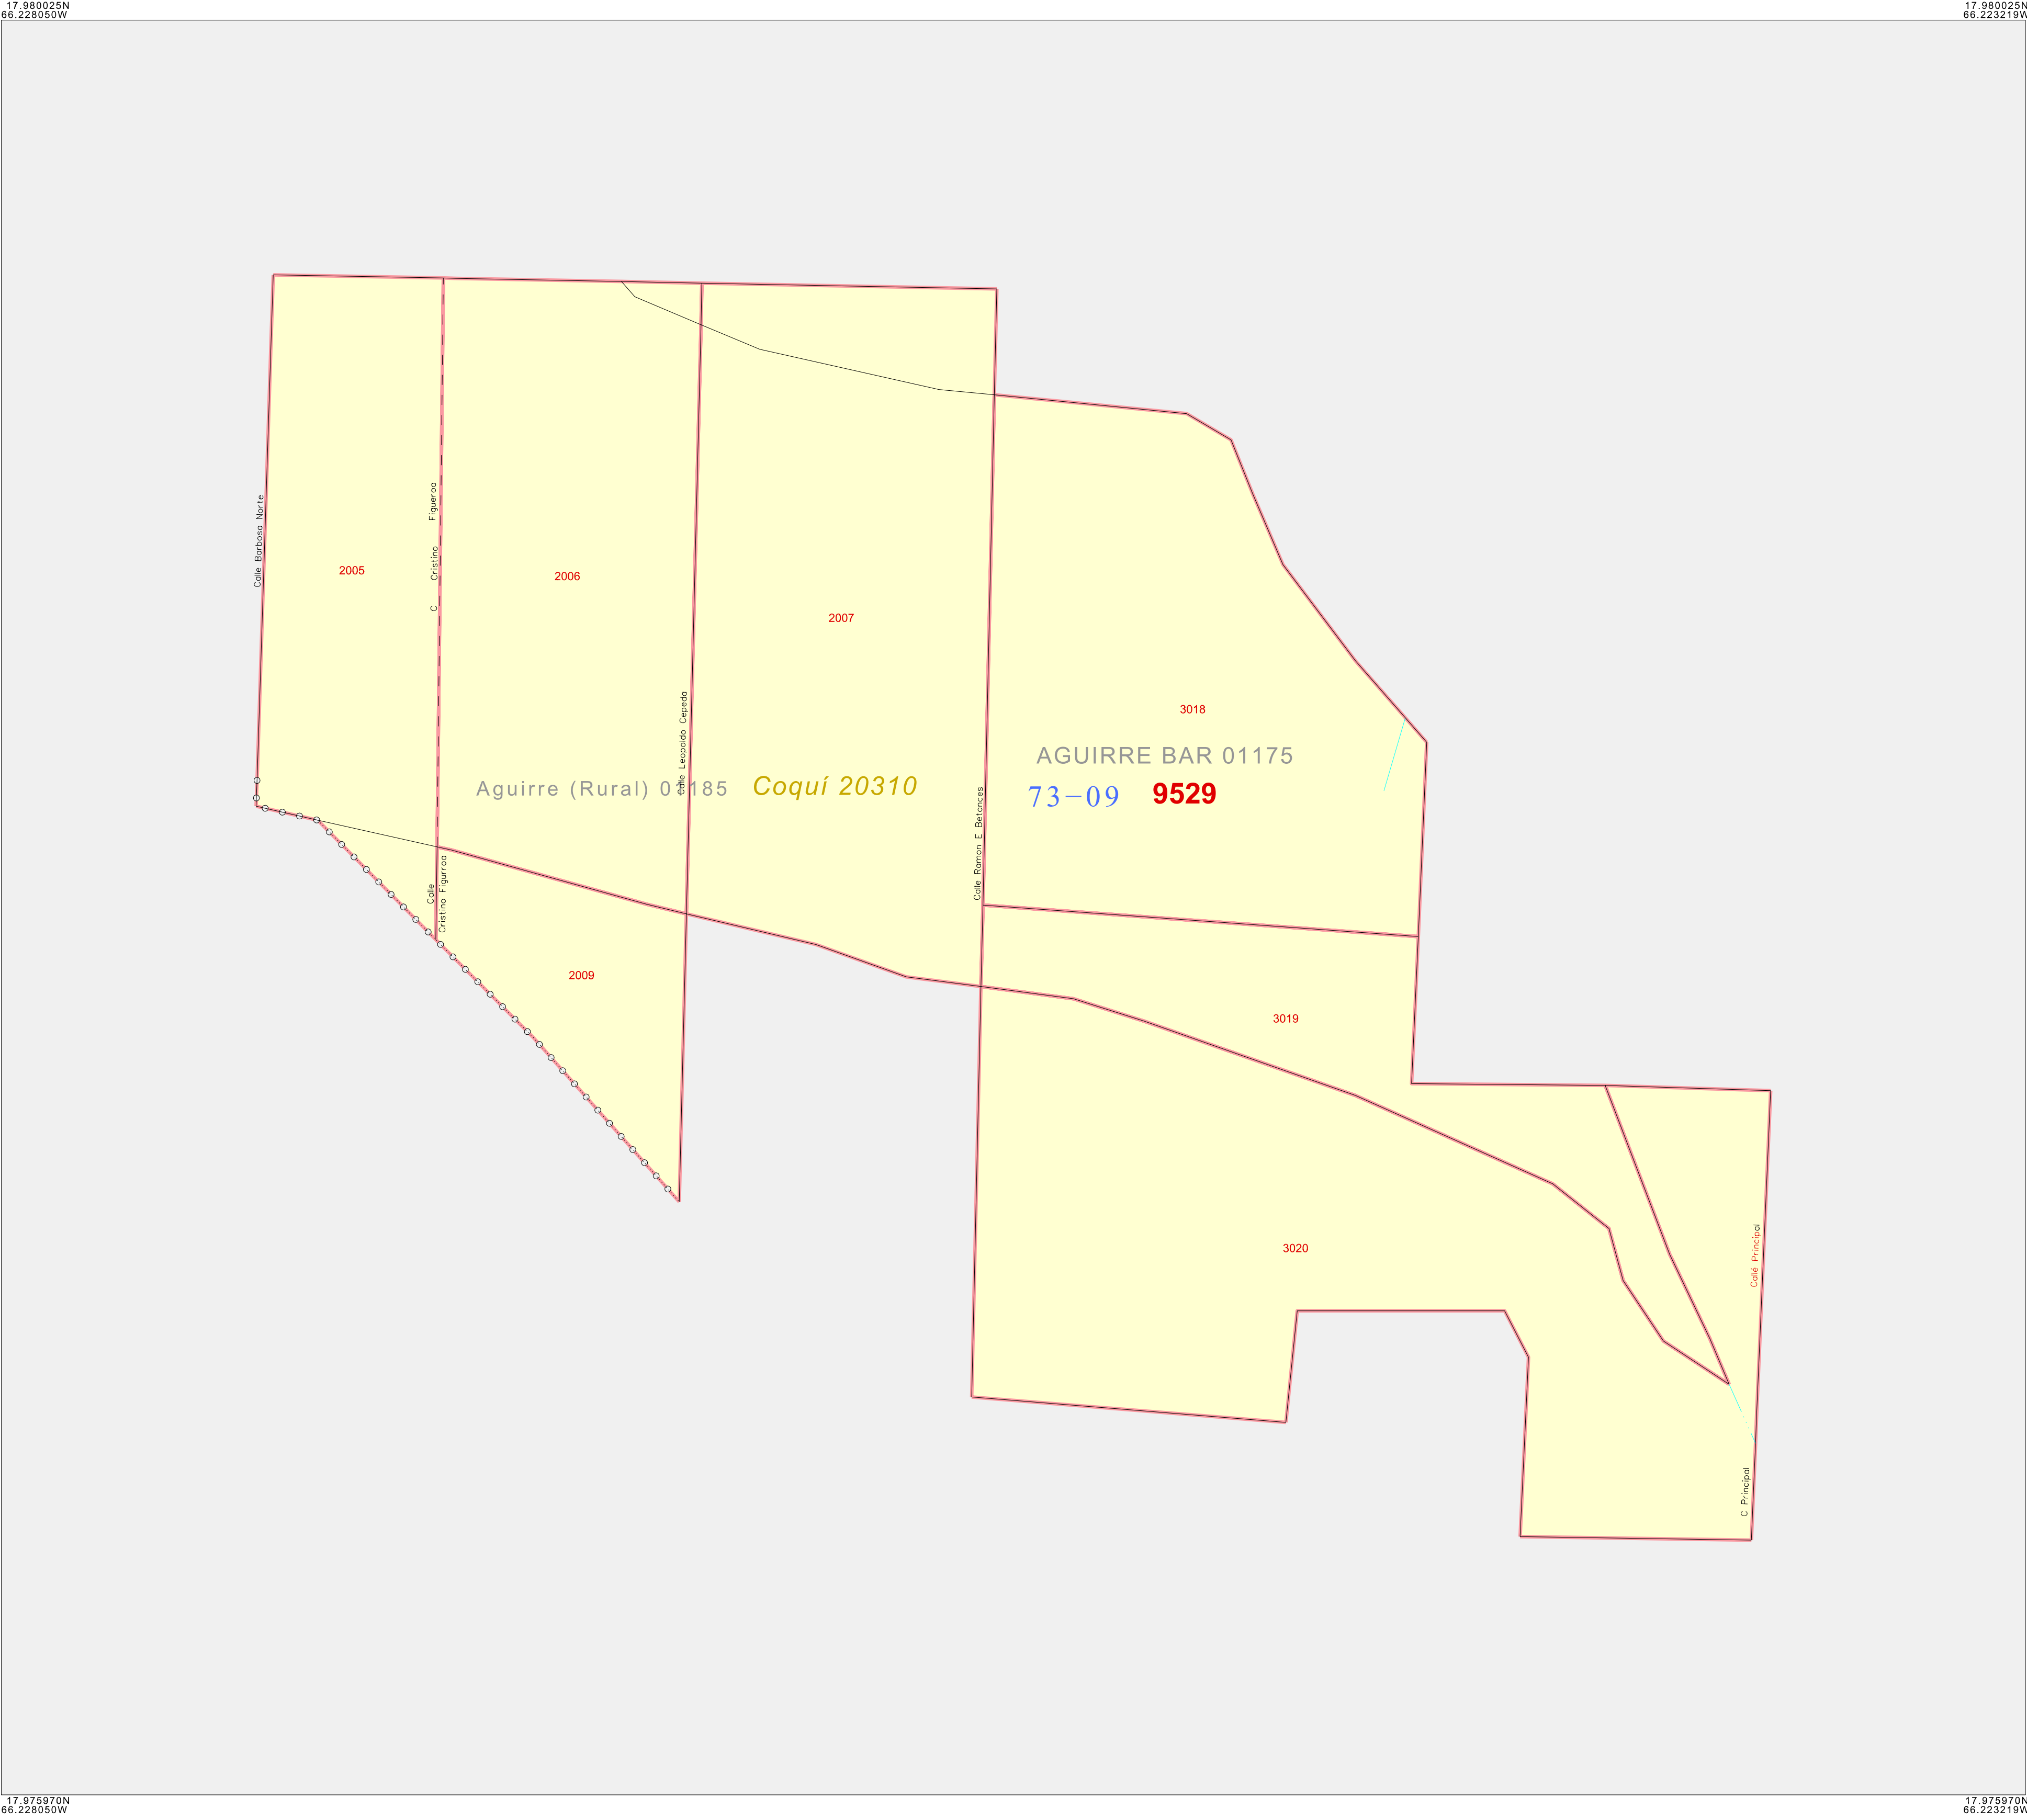 17.980025N
66.228050W
17.980025N
66.223219W
Calle Barbosa Norte
C Cristino Figueroa
2005
2006
2007
3018
Calle Leopoldo Cepeda
AGUIRRE BAR 01175
Aguirre (Rural) 01185
Coquí 20310
73-09
9529
Calle Ramon E Betances
Calle
Cristino Figurroa
2009
3019
3020
Callé Principal
C Principal
17.975970N
66.228050W
17.975970N
66.223219W